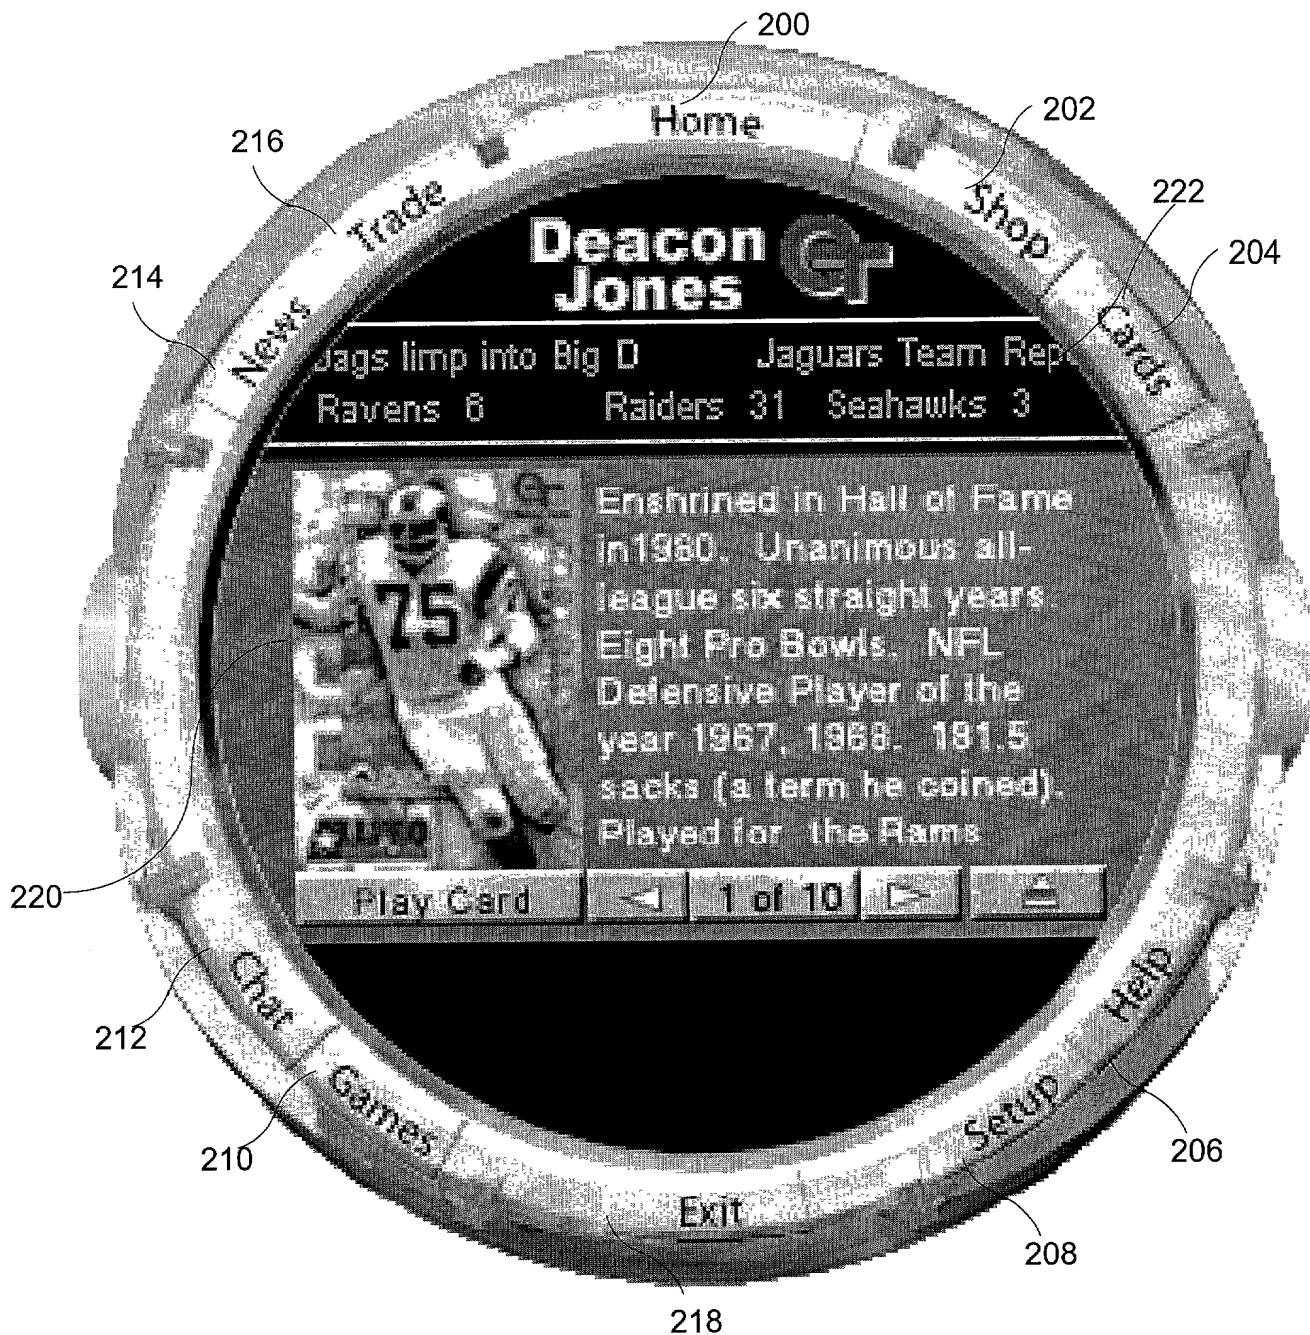 200
Home
202
216
Trade
Shop
222
204
214
News
Cards
Deacon
Jones
Jags limp into Big D Jaguars Team Rep
Ravens 6 Raiders 31 Seahawks 3
Enshrined in Hall of Fame
in1980. Unanimous all-
league six straight years.
Eight Pro Bowls. NFL
Defensive Player of the
year 1967, 1968. 181.5
sacks (a term he coined).
Played for the Rams
75
220
Play Card 1 of 10
Chat
Help
212
Games
Setup
210
206
Exit
208
218